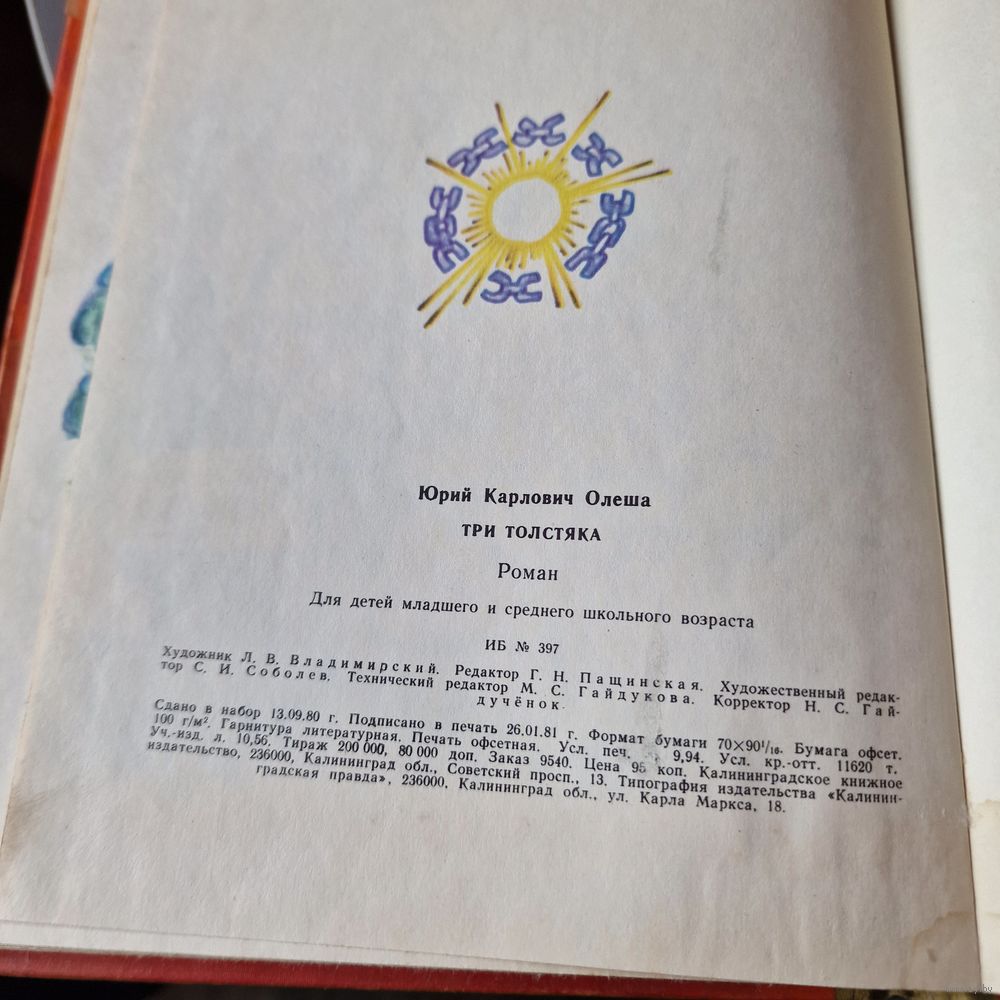 Юрий Карлович Олеша
ТРИ ТОЛСТЯКА
Роман
Для детей младшего и среднего школьного возраста
ИБ № 397
Художник Л. В. Владимирский. Редактор Г. Н. Пащинская. Художественный редак-
тор С. И. Соболев. Технический редактор М. С. Гайдукова. Корректор Н. С. Гай-
дучёнок.
Сдано в набор 13.09.80 г. Подписано в печать 26.01.81 г. Формат бумаги 70×90¹/₁₆. Бумага офсет.
100 г/м². Гарнитура литературная. Печать офсетная. Усл. печ. 9,94. Усл. кр.-отт. 11620 т.
Уч.-изд. л. 10,56. Тираж 200 000, 80 000 доп. Заказ 9540. Цена 95 коп. Калининградское книжное
издательство, 236000, Калининград обл., Советский просп., 13. Типография издательства «Калинин-
градская правда», 236000, Калининград обл., ул. Карла Маркса, 18.